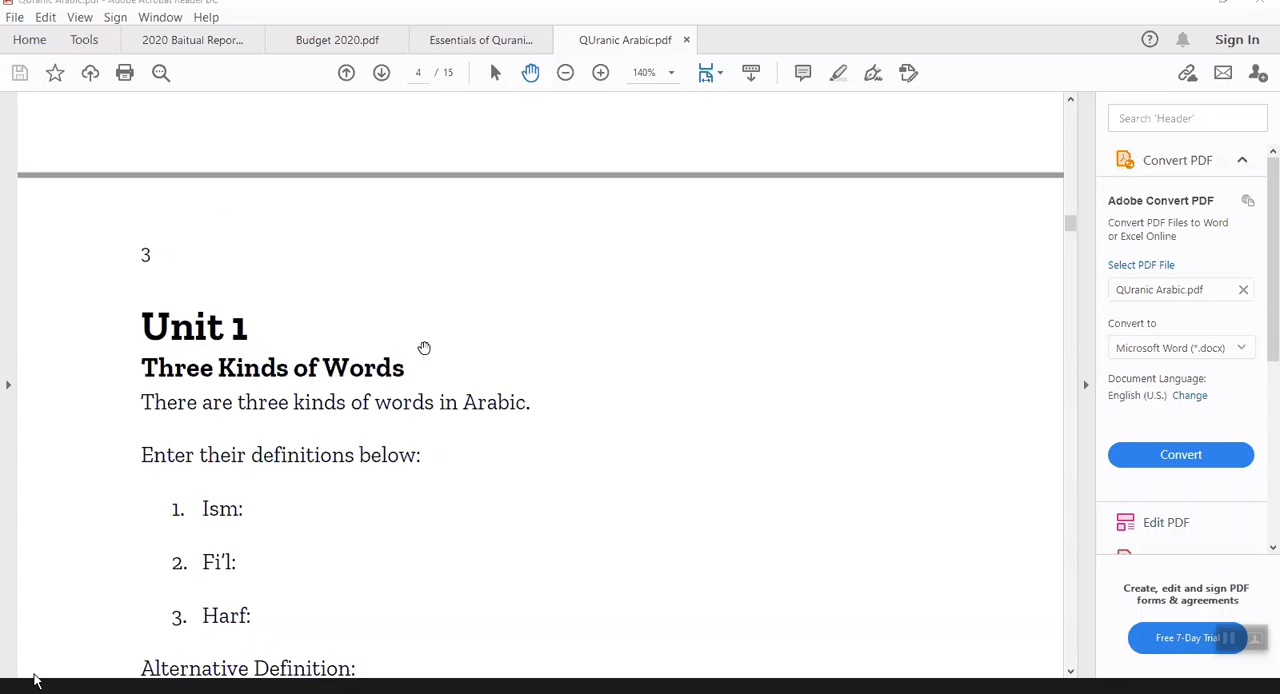 QUranic Arabic.pdf - Adobe Acrobat Reader DC
File Edit View Sign Window Help
Home Tools 2020 Baitual Repor... Budget 2020.pdf Essentials of Qurani... QUranic Arabic.pdf × Sign In
4 / 15 140%
3
Unit 1
Three Kinds of Words
There are three kinds of words in Arabic.
Enter their definitions below:
1. Ism:
2. Fi'l:
3. Harf:
Alternative Definition:
Search 'Header'
Convert PDF
Adobe Convert PDF
Convert PDF Files to Word
or Excel Online
Select PDF File
QUranic Arabic.pdf
Convert to
Microsoft Word (*.docx)
Document Language:
English (U.S.) Change
Convert
Edit PDF
Create, edit and sign PDF
forms & agreements
Free 7-Day Trial